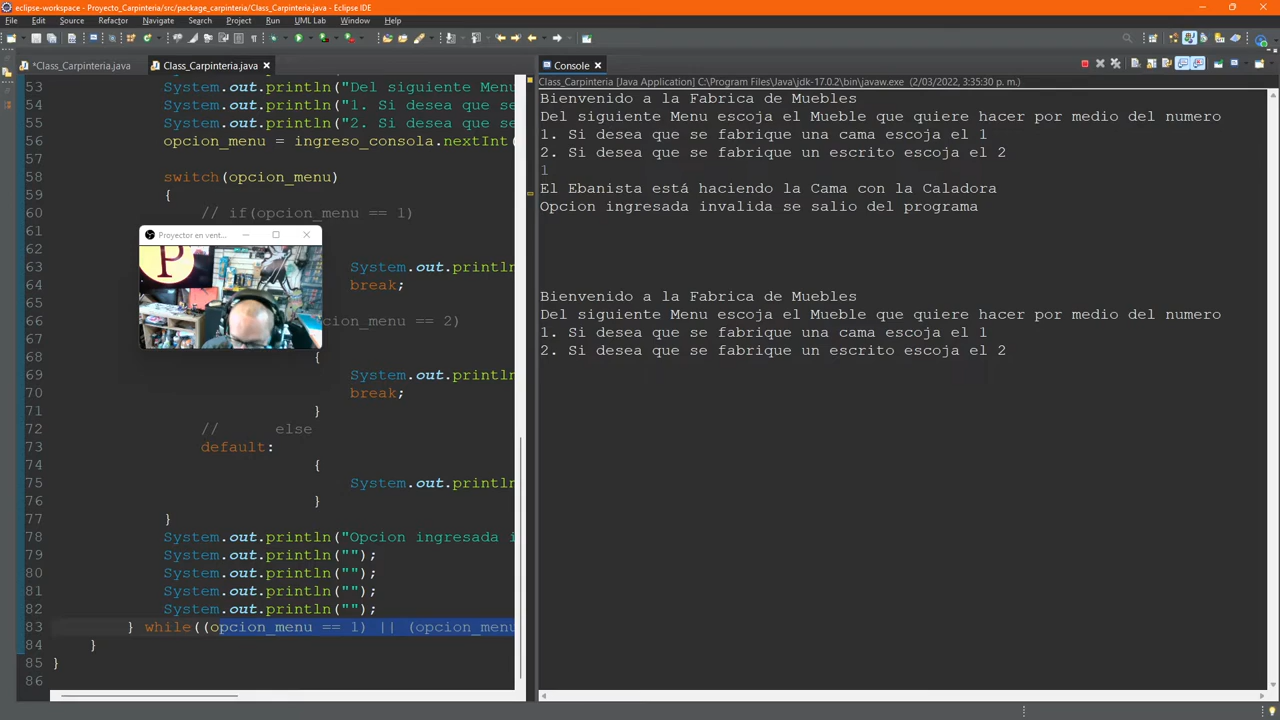 eclipse-workspace - Proyecto_Carpinteria/src/package_carpinteria/Class_Carpinteria.java - Eclipse IDE
File Edit Source Refactor Navigate Search Project Run UML Lab Window Help
*Class_Carpinteria.java
Class_Carpinteria.java
53 System.out.println("Del siguiente Menu
54 System.out.println("1. Si desea que se
55 System.out.println("2. Si desea que se
56 opcion_menu = ingreso_consola.nextInt(
57
58 switch(opcion_menu)
59 {
60 // if(opcion_menu == 1)
61
62
63 System.out.println
64 break;
66 cion_menu == 2)
67
68 {
69 System.out.println
70 break;
71 }
72 // else
73 default:
74 {
75 System.out.println
76 }
77 }
78 System.out.println("Opcion ingresada i
79 System.out.println("");
80 System.out.println("");
81 System.out.println("");
82 System.out.println("");
83 } while((opcion_menu == 1) || (opcion_menu
84 }
85 }
86
Proyector en vent...
P
Console
Class_Carpinteria [Java Application] C:\Program Files\Java\jdk-17.0.2\bin\javaw.exe (2/03/2022, 3:35:30 p. m.)
Bienvenido a la Fabrica de Muebles
Del siguiente Menu escoja el Mueble que quiere hacer por medio del numero
1. Si desea que se fabrique una cama escoja el 1
2. Si desea que se fabrique un escrito escoja el 2
1
El Ebanista está haciendo la Cama con la Caladora
Opcion ingresada invalida se salio del programa
Bienvenido a la Fabrica de Muebles
Del siguiente Menu escoja el Mueble que quiere hacer por medio del numero
1. Si desea que se fabrique una cama escoja el 1
2. Si desea que se fabrique un escrito escoja el 2